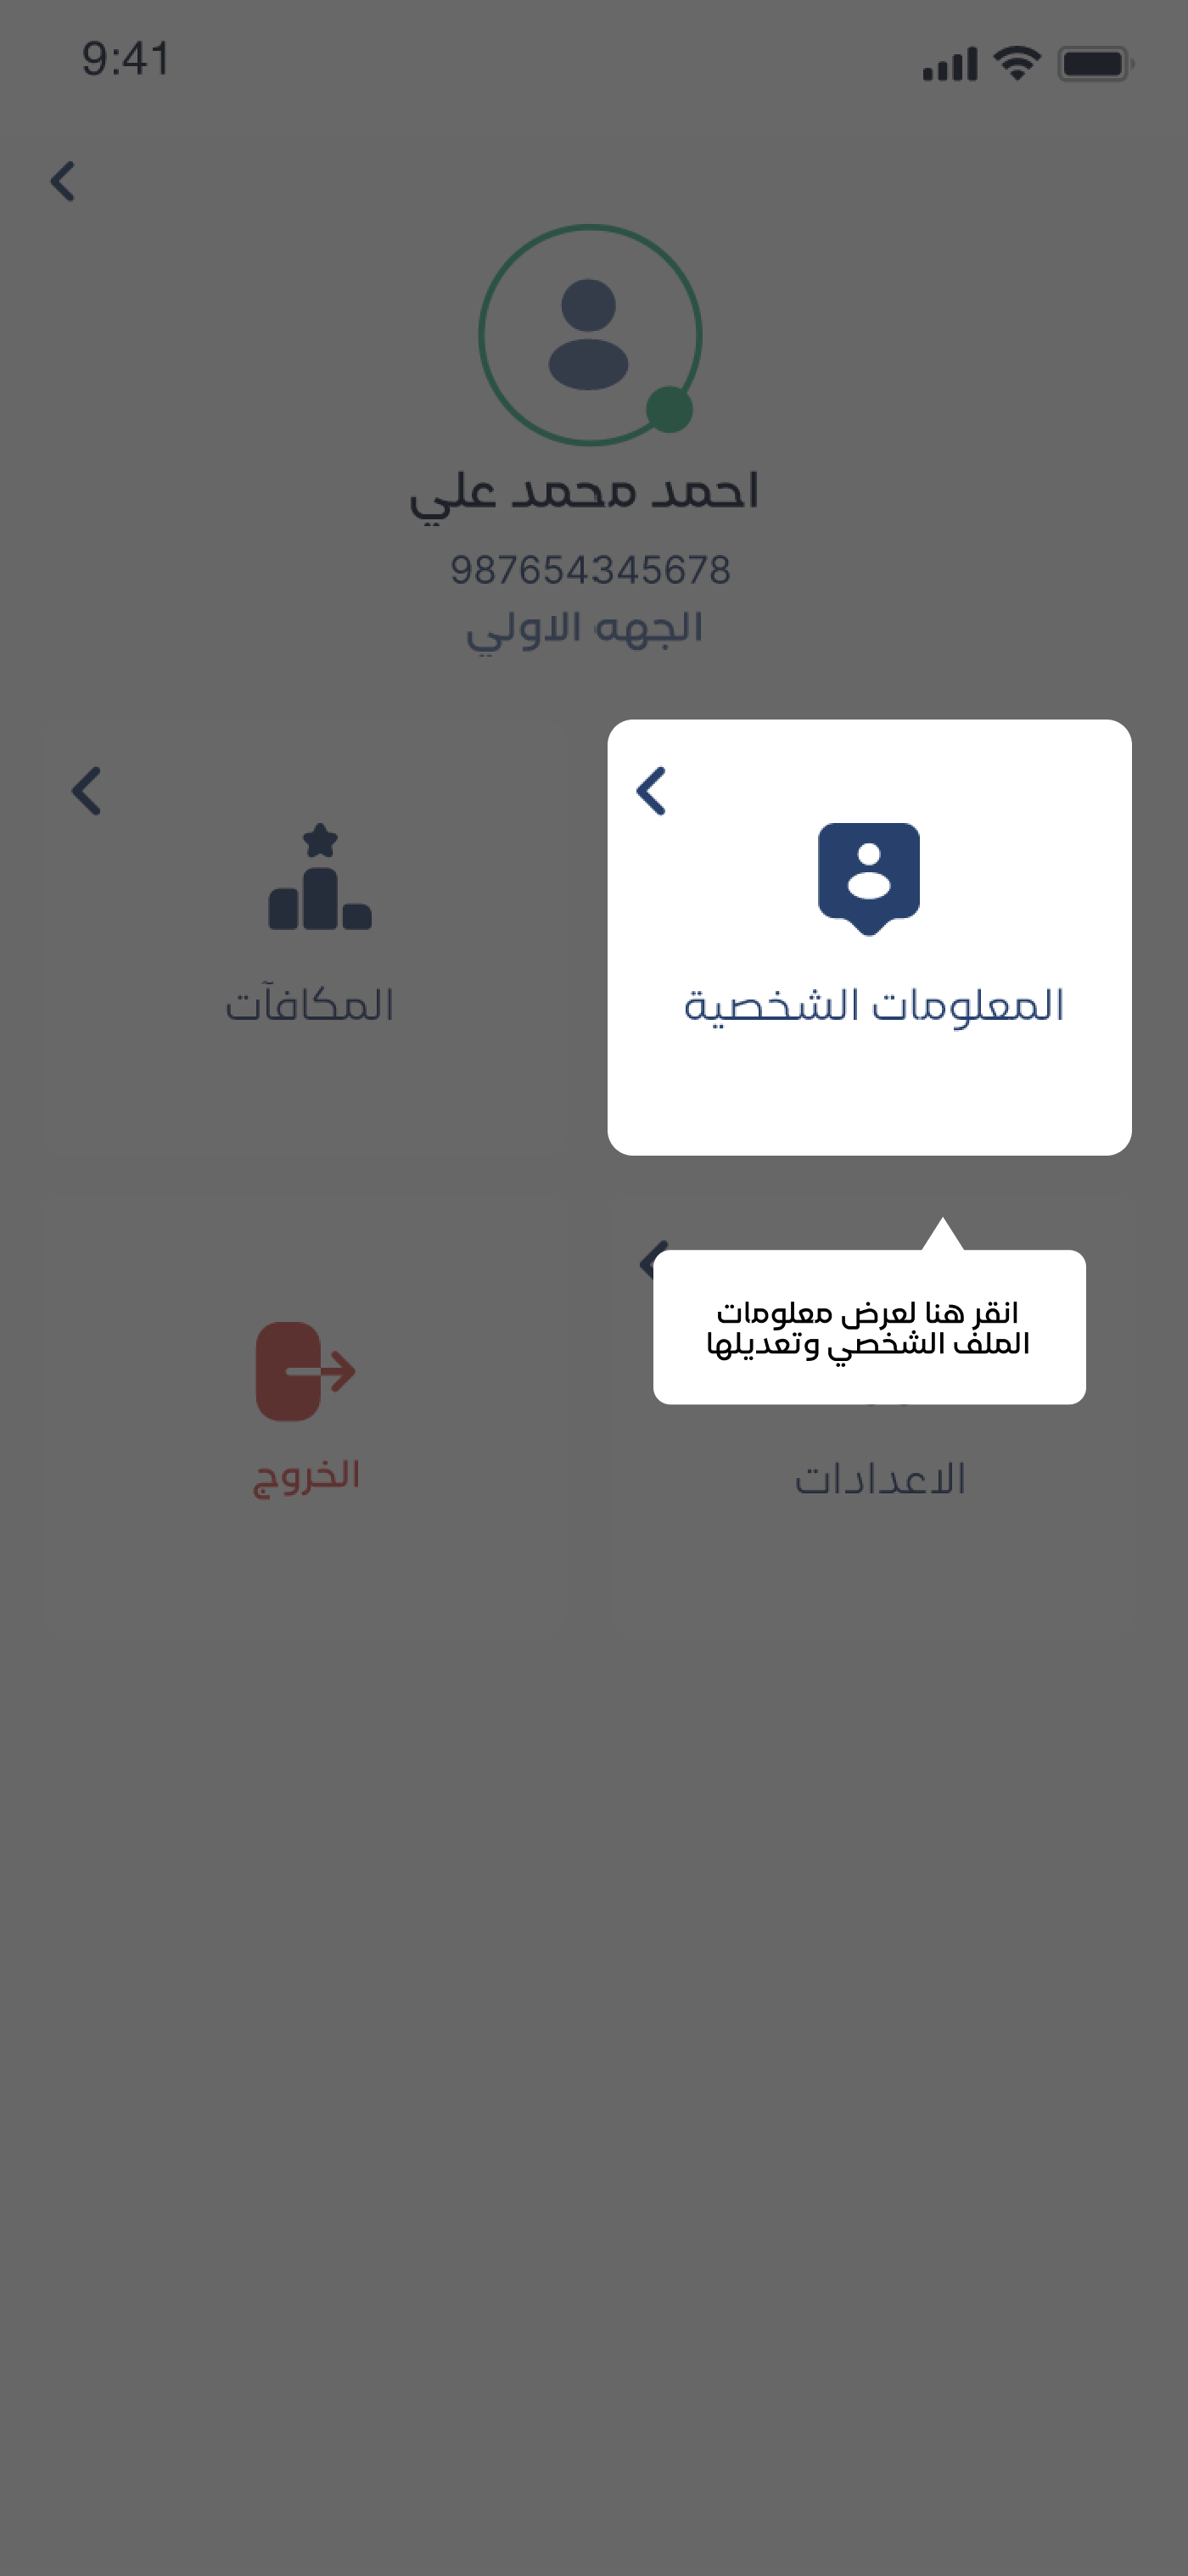 9:41
احمد محمد علي
987654345678
الجهه الاولي
المعلومات الشخصية
المكافآت
انقر هنا لعرض معلومات
الملف الشخصي وتعديلها
الاعدادات
الخروج